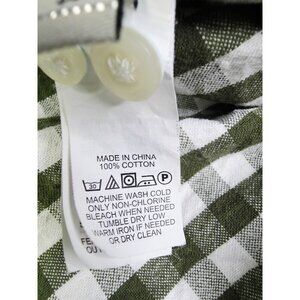 MADE IN CHINA
100% COTTON
30 P
MACHINE WASH COLD
ONLY NON-CHLORINE
BLEACH WHEN NEEDED
TUMBLE DRY LOW
WARM IRON IF NEEDED
OR DRY CLEAN